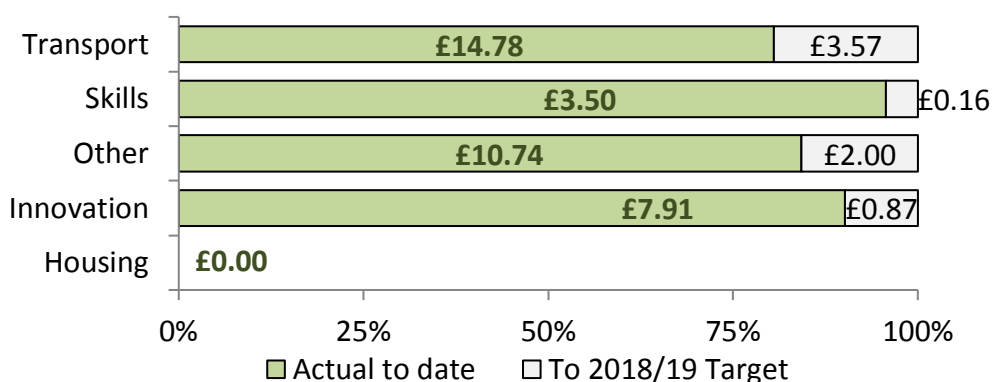 Transport £14.78 £3.57
Skills £3.50 £0.16
Other £10.74 £2.00
Innovation £7.91 £0.87
Housing £0.00
0% 25% 50% 75% 100%
Actual to date To 2018/19 Target